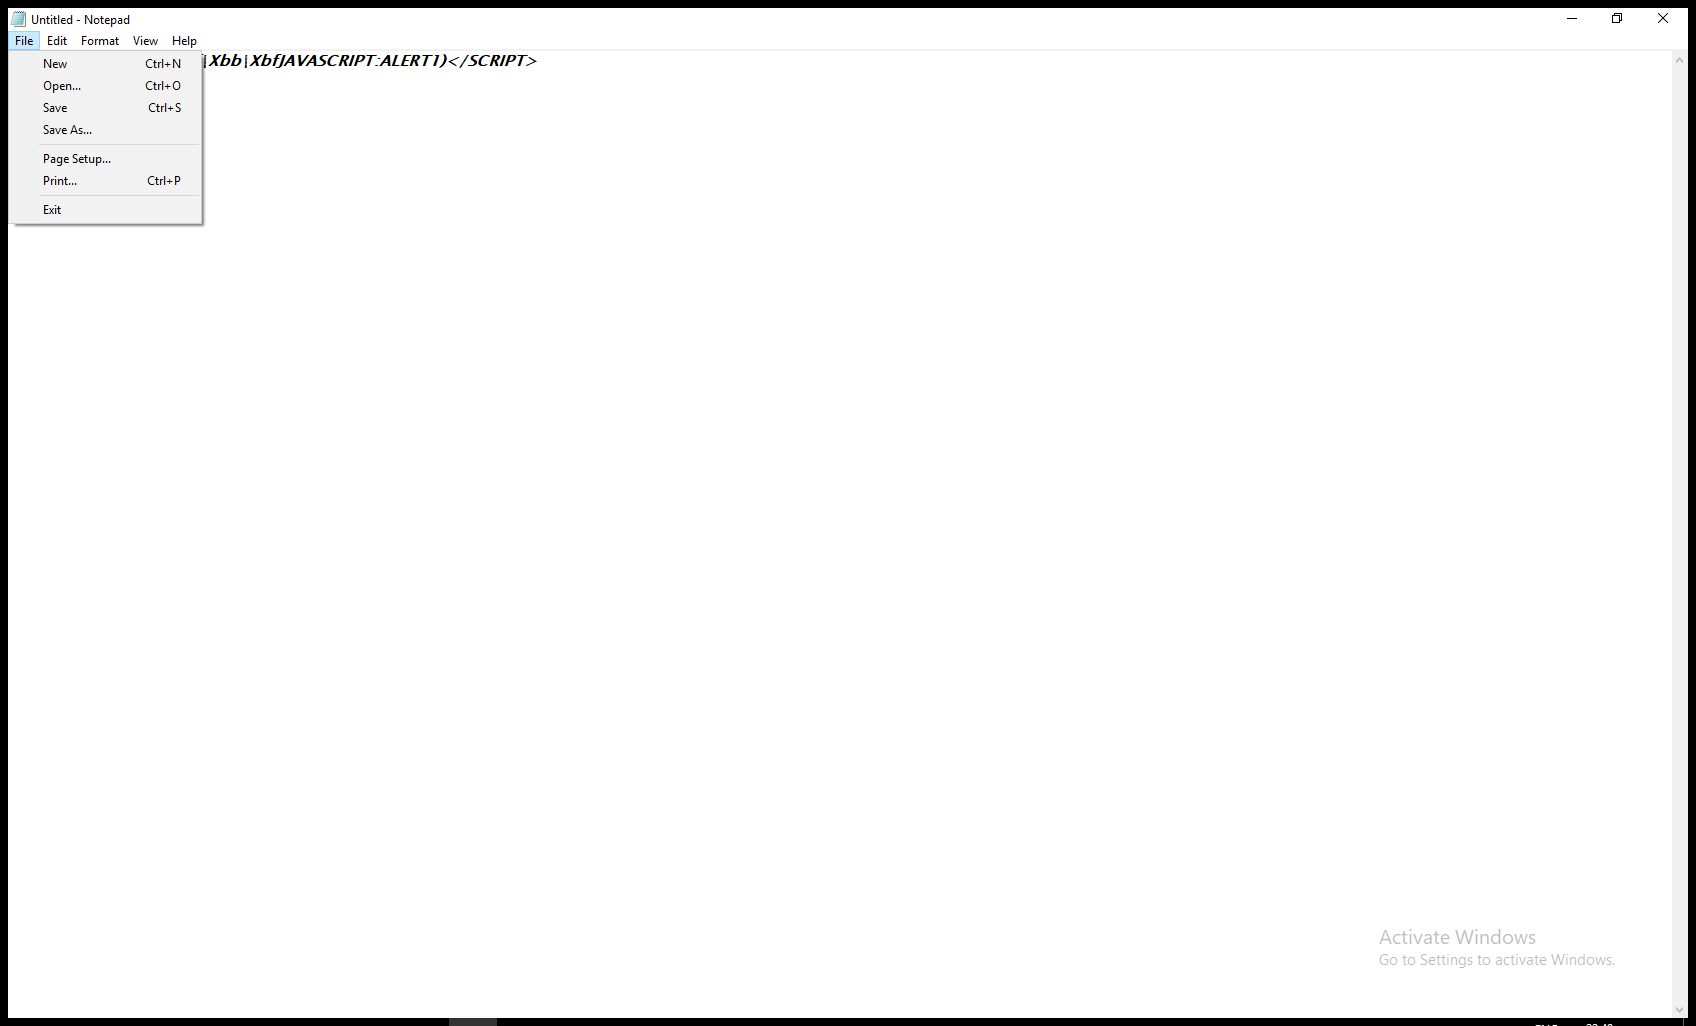 Untitled - Notepad
File Edit Format View Help
|Xbb|XbfJAVASCRIPT:ALERT1)</SCRIPT>
New Ctrl+N
Open... Ctrl+O
Save Ctrl+S
Save As...
Page Setup...
Print... Ctrl+P
Exit
Activate Windows
Go to Settings to activate Windows.